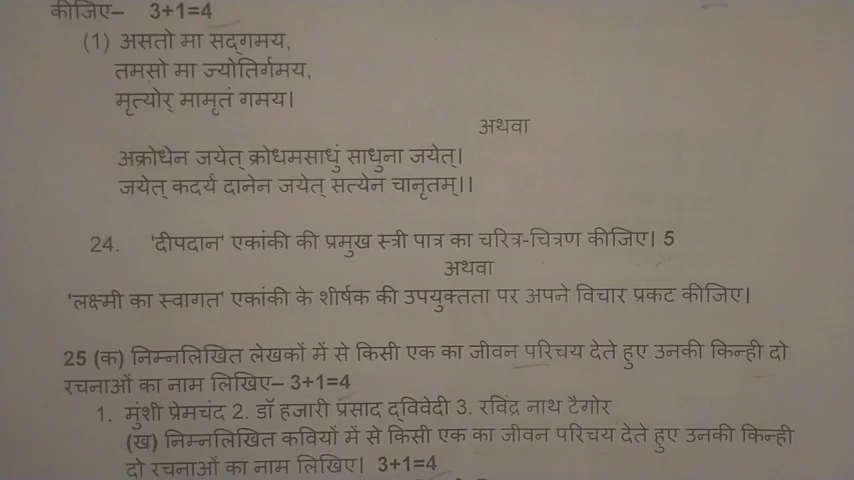 कीजिए– 3+1=4
(1) असतो मा सद्गमय,
तमसो मा ज्योतिर्गमय,
मृत्योर् मामृतं गमय।
अथवा
अक्रोधेन जयेत् क्रोधमसाधुं साधुना जयेत्।
जयेत् कदर्यं दानेन जयेत् सत्येन चानृतम्।।
24. 'दीपदान' एकांकी की प्रमुख स्त्री पात्र का चरित्र-चित्रण कीजिए। 5
अथवा
'लक्ष्मी का स्वागत' एकांकी के शीर्षक की उपयुक्तता पर अपने विचार प्रकट कीजिए।
25 (क) निम्नलिखित लेखकों में से किसी एक का जीवन परिचय देते हुए उनकी किन्ही दो
रचनाओं का नाम लिखिए– 3+1=4
1. मुंशी प्रेमचंद 2. डॉ हजारी प्रसाद द्विवेदी 3. रविंद्र नाथ टैगोर
(ख) निम्नलिखित कवियों में से किसी एक का जीवन परिचय देते हुए उनकी किन्ही
दो रचनाओं का नाम लिखिए। 3+1=4